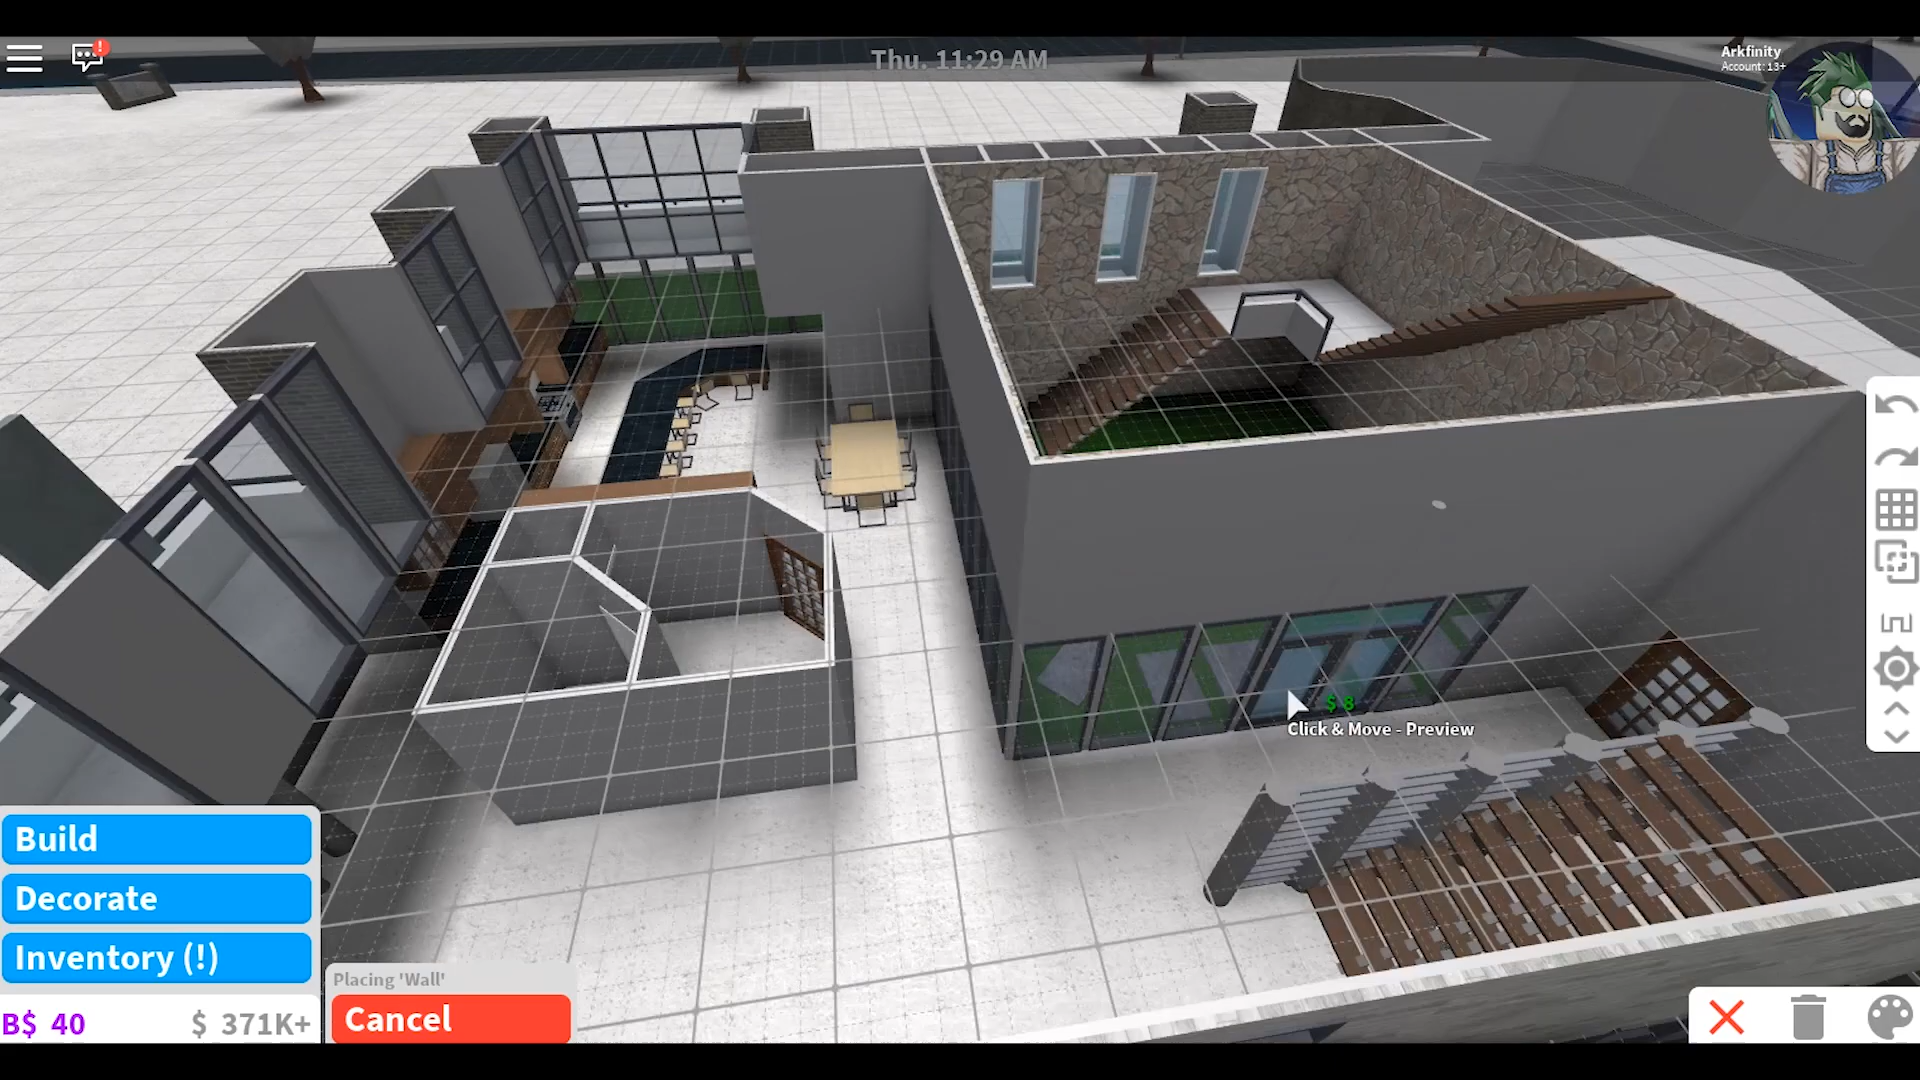 Thu. 11:29 AM
Arkfinity
Account: 13+
!
$ 8
Click & Move - Preview
Build
Decorate
Inventory (!)
B$ 40
$ 371K+
Placing 'Wall'
Cancel